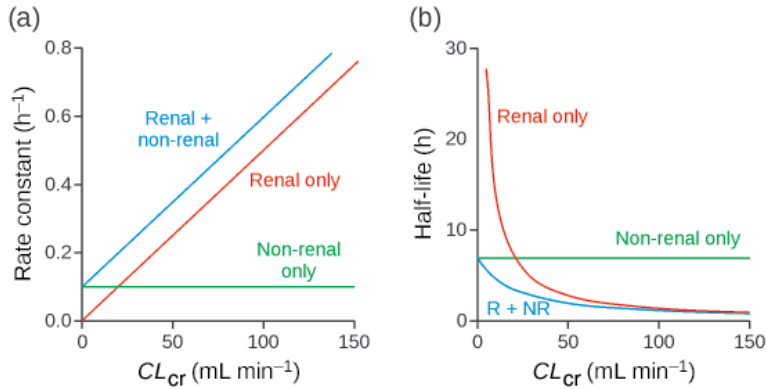 (a)
Rate constant (h⁻¹)
0.8
0.6
0.4
0.2
0.0
Renal +
non-renal
Renal only
Non-renal
only
0
50
100
150
CLcr (mL min⁻¹)
(b)
Half-life (h)
30
20
10
0
Renal only
Non-renal only
R + NR
0
50
100
150
CLcr (mL min⁻¹)